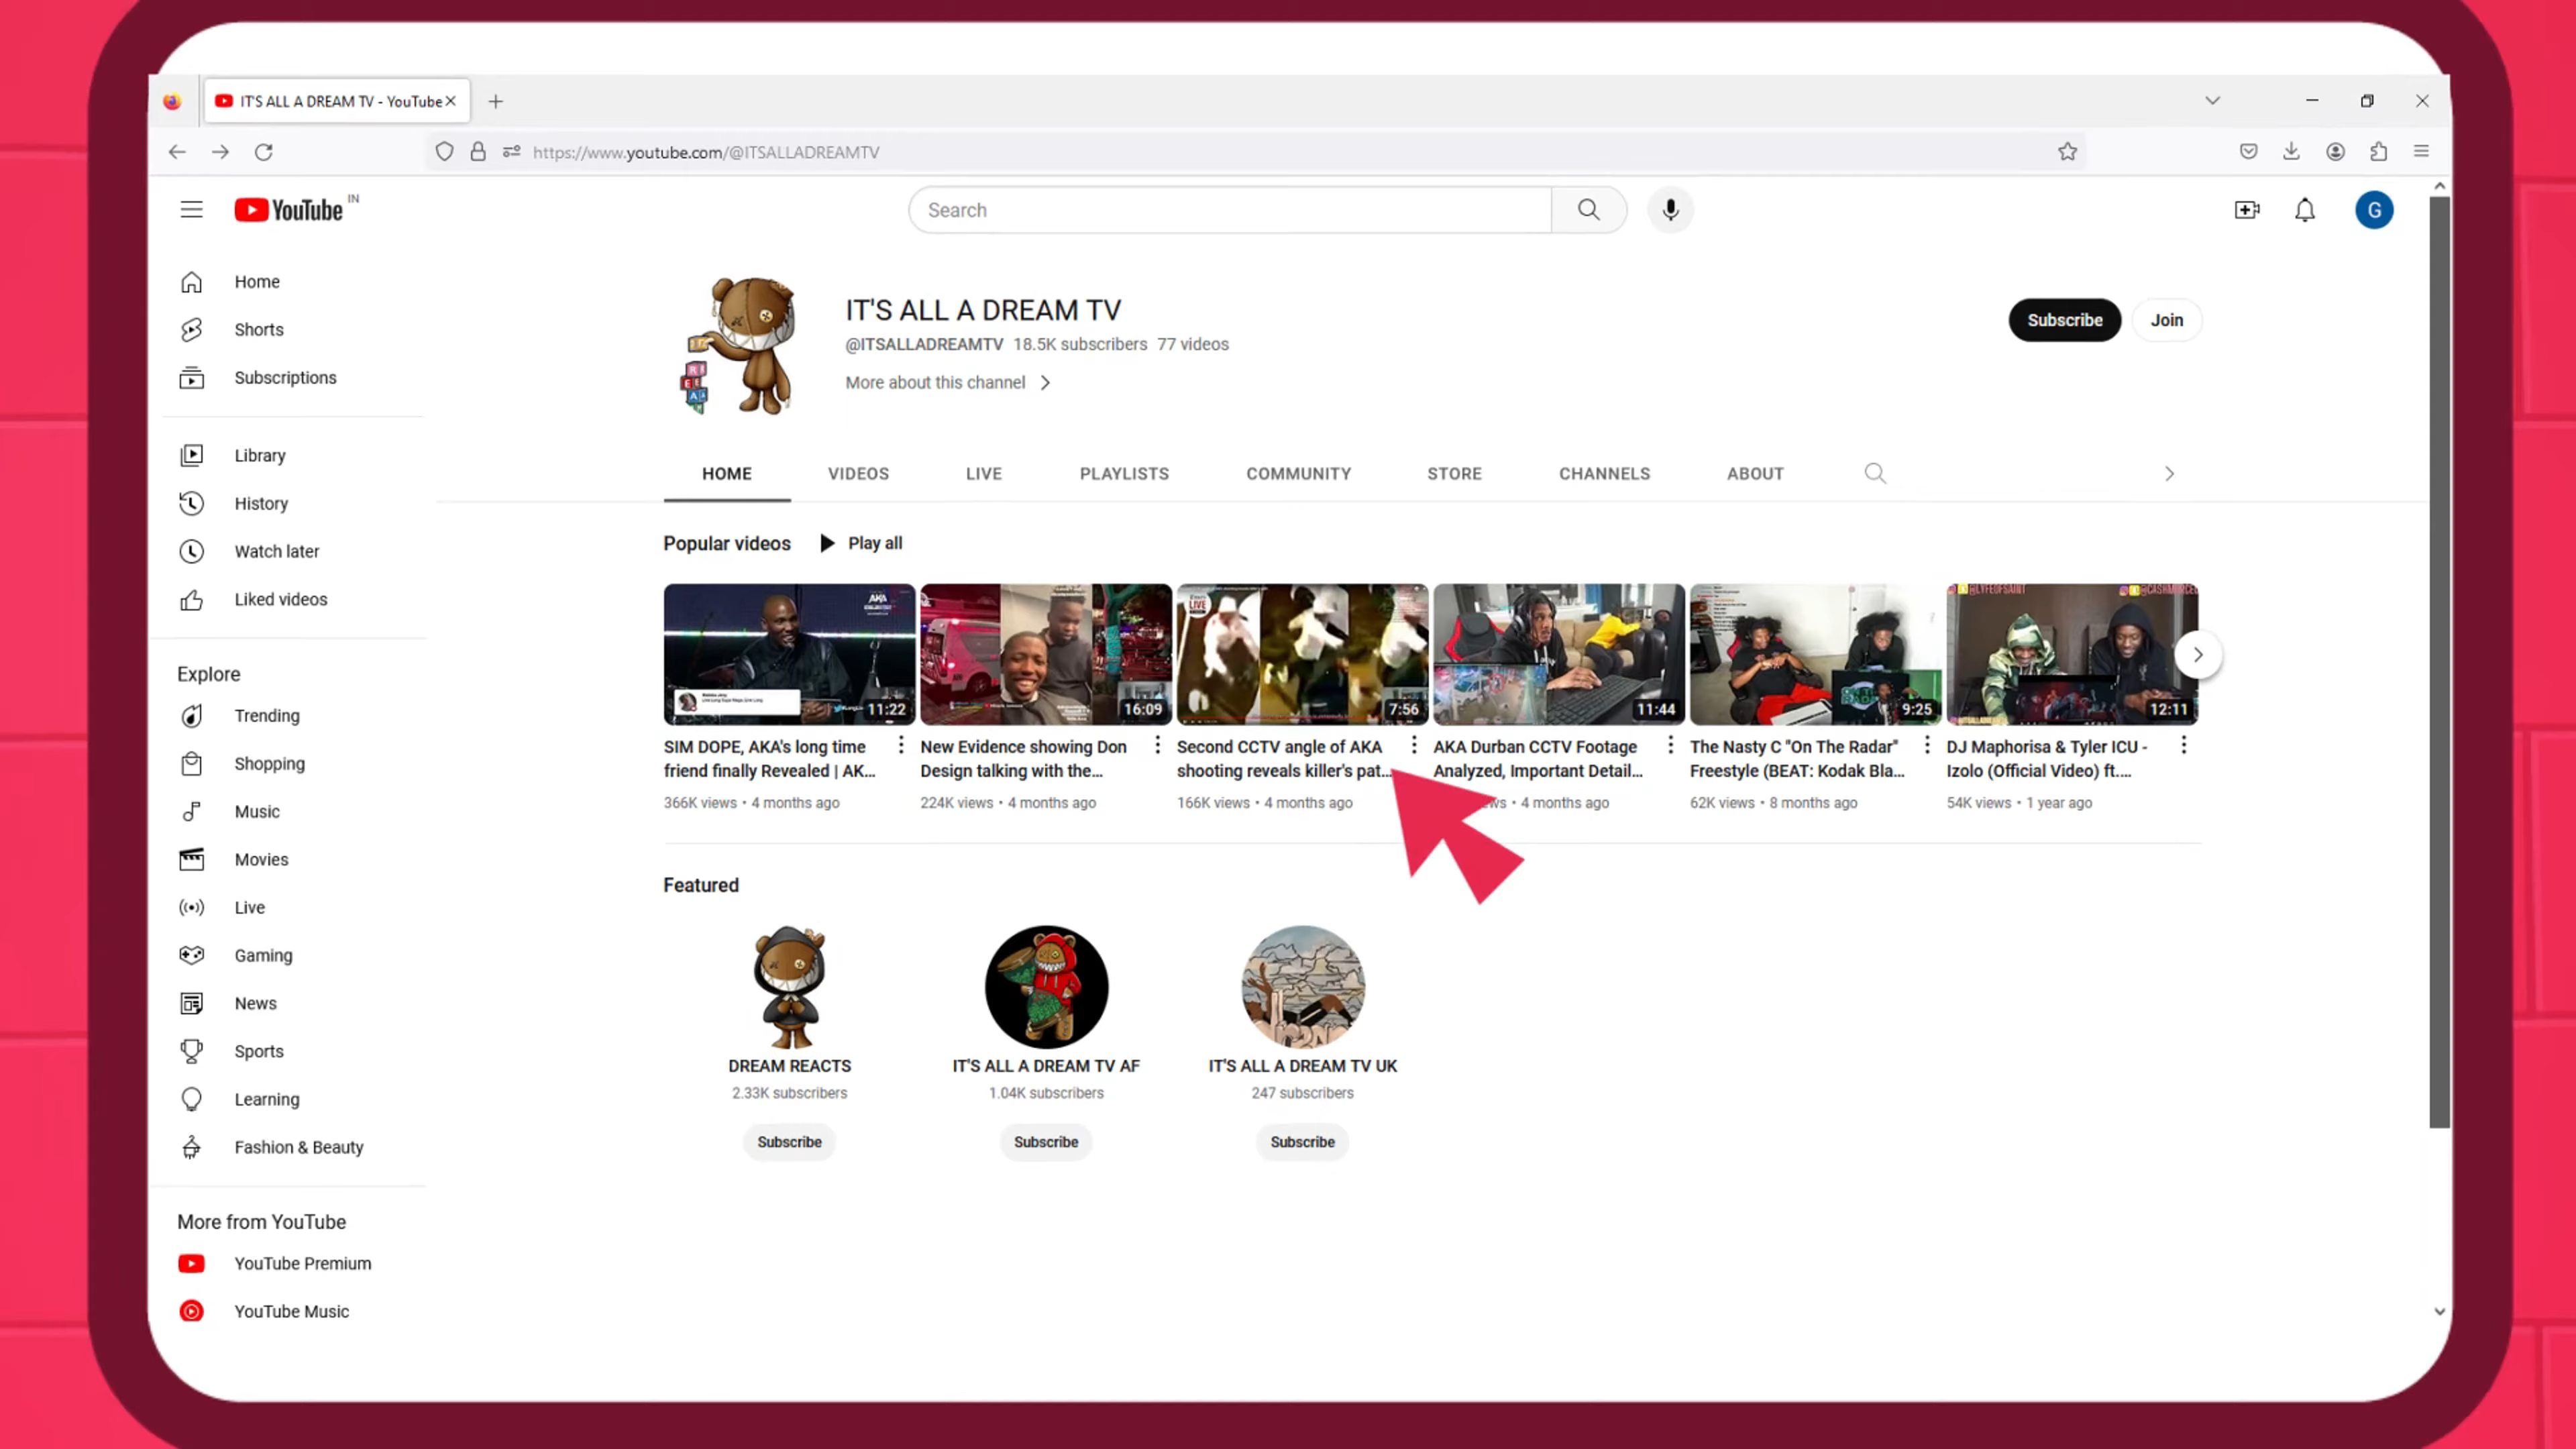 IT'S ALL A DREAM TV - YouTube
https://www.youtube.com/@ITSALLADREAMTV
YouTube IN
Search
G
Home
Shorts
Subscriptions
Library
History
Watch later
Liked videos
Explore
Trending
Shopping
Music
Movies
Live
Gaming
News
Sports
Learning
Fashion & Beauty
More from YouTube
YouTube Premium
YouTube Music
IT'S ALL A DREAM TV
@ITSALLADREAMTV 18.5K subscribers 77 videos
More about this channel
Subscribe
Join
HOME VIDEOS LIVE PLAYLISTS COMMUNITY STORE CHANNELS ABOUT
Popular videos Play all
AKA
11:22
SIM DOPE, AKA's long time
friend finally Revealed | AK...
366K views • 4 months ago
16:09
New Evidence showing Don
Design talking with the...
224K views • 4 months ago
LIVE
7:56
Second CCTV angle of AKA
shooting reveals killer's pat...
166K views • 4 months ago
11:44
AKA Durban CCTV Footage
Analyzed, Important Detail...
• 4 months ago
9:25
The Nasty C "On The Radar"
Freestyle (BEAT: Kodak Bla...
62K views • 8 months ago
@LYFEOFSAINT
12:11
DJ Maphorisa & Tyler ICU -
Izolo (Official Video) ft....
54K views • 1 year ago
Featured
DREAM REACTS
2.33K subscribers
Subscribe
IT'S ALL A DREAM TV AF
1.04K subscribers
Subscribe
IT'S ALL A DREAM TV UK
247 subscribers
Subscribe